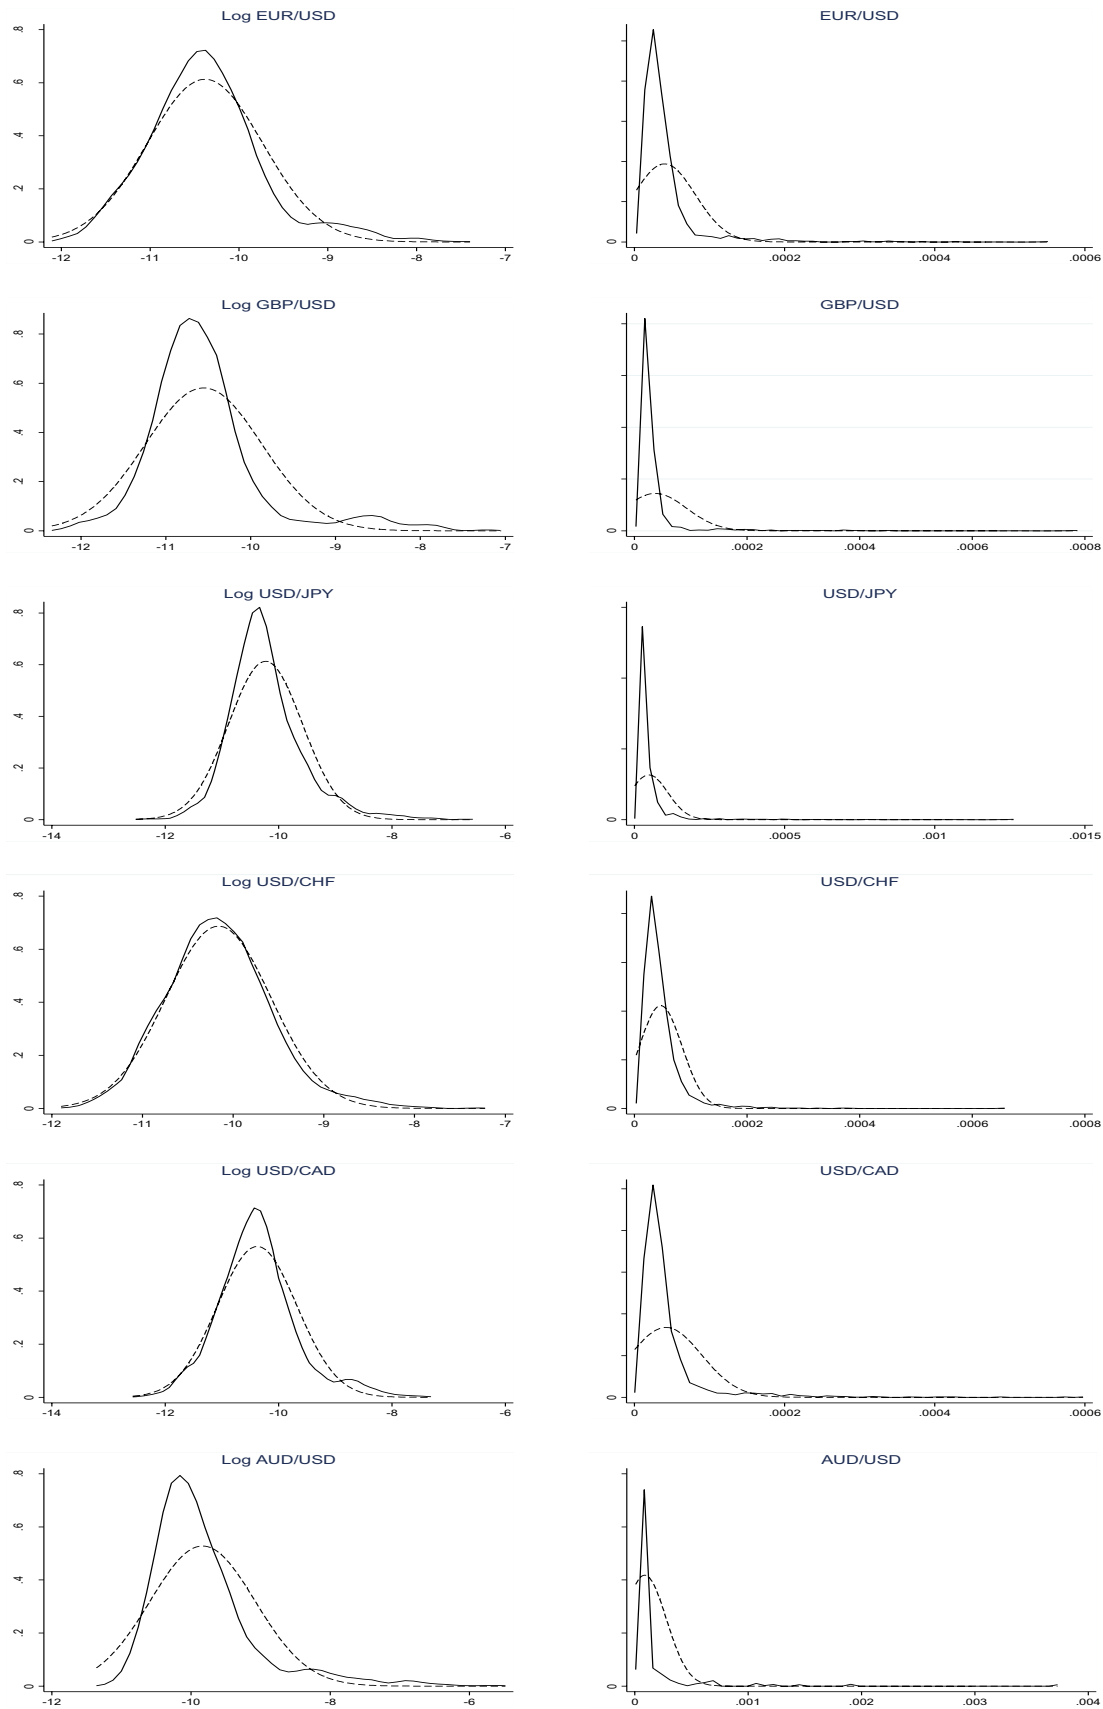 Log EUR/USD
.8
.6
.4
.2
0
-12 -11 -10 -9 -8 -7
EUR/USD
0
0 .0002 .0004 .0006
Log GBP/USD
.8
.6
.4
.2
0
-12 -11 -10 -9 -8 -7
GBP/USD
0
0 .0002 .0004 .0006 .0008
Log USD/JPY
.8
.6
.4
.2
0
-14 -12 -10 -8 -6
USD/JPY
0
0 .0005 .001 .0015
Log USD/CHF
.8
.6
.4
.2
0
-12 -11 -10 -9 -8 -7
USD/CHF
0
0 .0002 .0004 .0006 .0008
Log USD/CAD
.8
.6
.4
.2
0
-14 -12 -10 -8 -6
USD/CAD
0
0 .0002 .0004 .0006
Log AUD/USD
.8
.6
.4
.2
0
-12 -10 -8 -6
AUD/USD
0
0 .001 .002 .003 .004